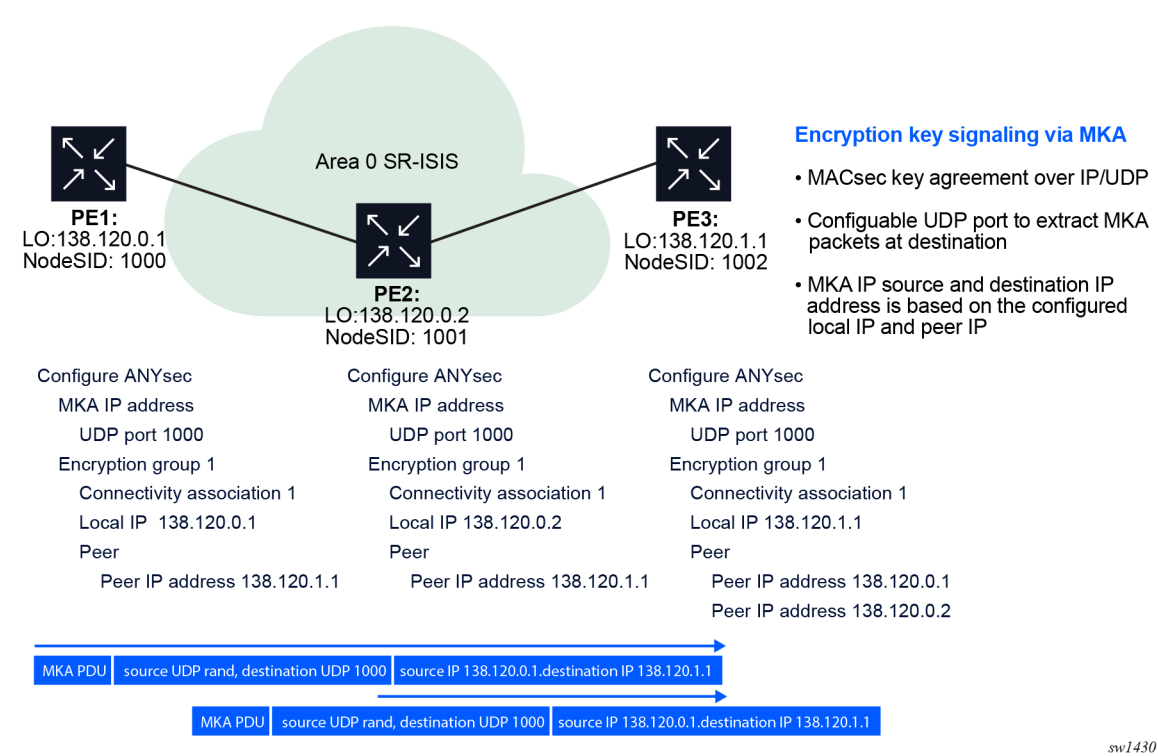 Area 0 SR-ISIS
PE1:
LO:138.120.0.1
NodeSID: 1000
PE2:
LO:138.120.0.2
NodeSID: 1001
PE3:
LO:138.120.1.1
NodeSID: 1002
Encryption key signaling via MKA
• MACsec key agreement over IP/UDP
• Configuable UDP port to extract MKA
packets at destination
• MKA IP source and destination IP
address is based on the configured
local IP and peer IP
Configure ANYsec
MKA IP address
UDP port 1000
Encryption group 1
Connectivity association 1
Local IP 138.120.0.1
Peer
Peer IP address 138.120.1.1
Configure ANYsec
MKA IP address
UDP port 1000
Encryption group 1
Connectivity association 1
Local IP 138.120.0.2
Peer
Peer IP address 138.120.1.1
Configure ANYsec
MKA IP address
UDP port 1000
Encryption group 1
Connectivity association 1
Local IP 138.120.1.1
Peer
Peer IP address 138.120.0.1
Peer IP address 138.120.0.2
MKA PDU source UDP rand, destination UDP 1000 source IP 138.120.0.1.destination IP 138.120.1.1
MKA PDU source UDP rand, destination UDP 1000 source IP 138.120.0.1.destination IP 138.120.1.1
sw1430